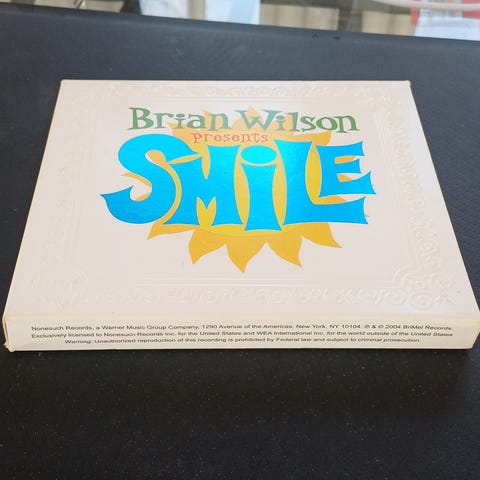 Brian Wilson
Presents
SMiLE
Nonesuch Records, a Warner Music Group Company, 1290 Avenue of the Americas, New York, NY 10104. ℗ & © 2004 BriMel Records.
Exclusively licensed to Nonesuch Records Inc. for the United States and WEA International Inc. for the world outside of the United States
Warning: Unauthorized reproduction of this recording is prohibited by Federal law and subject to criminal prosecution